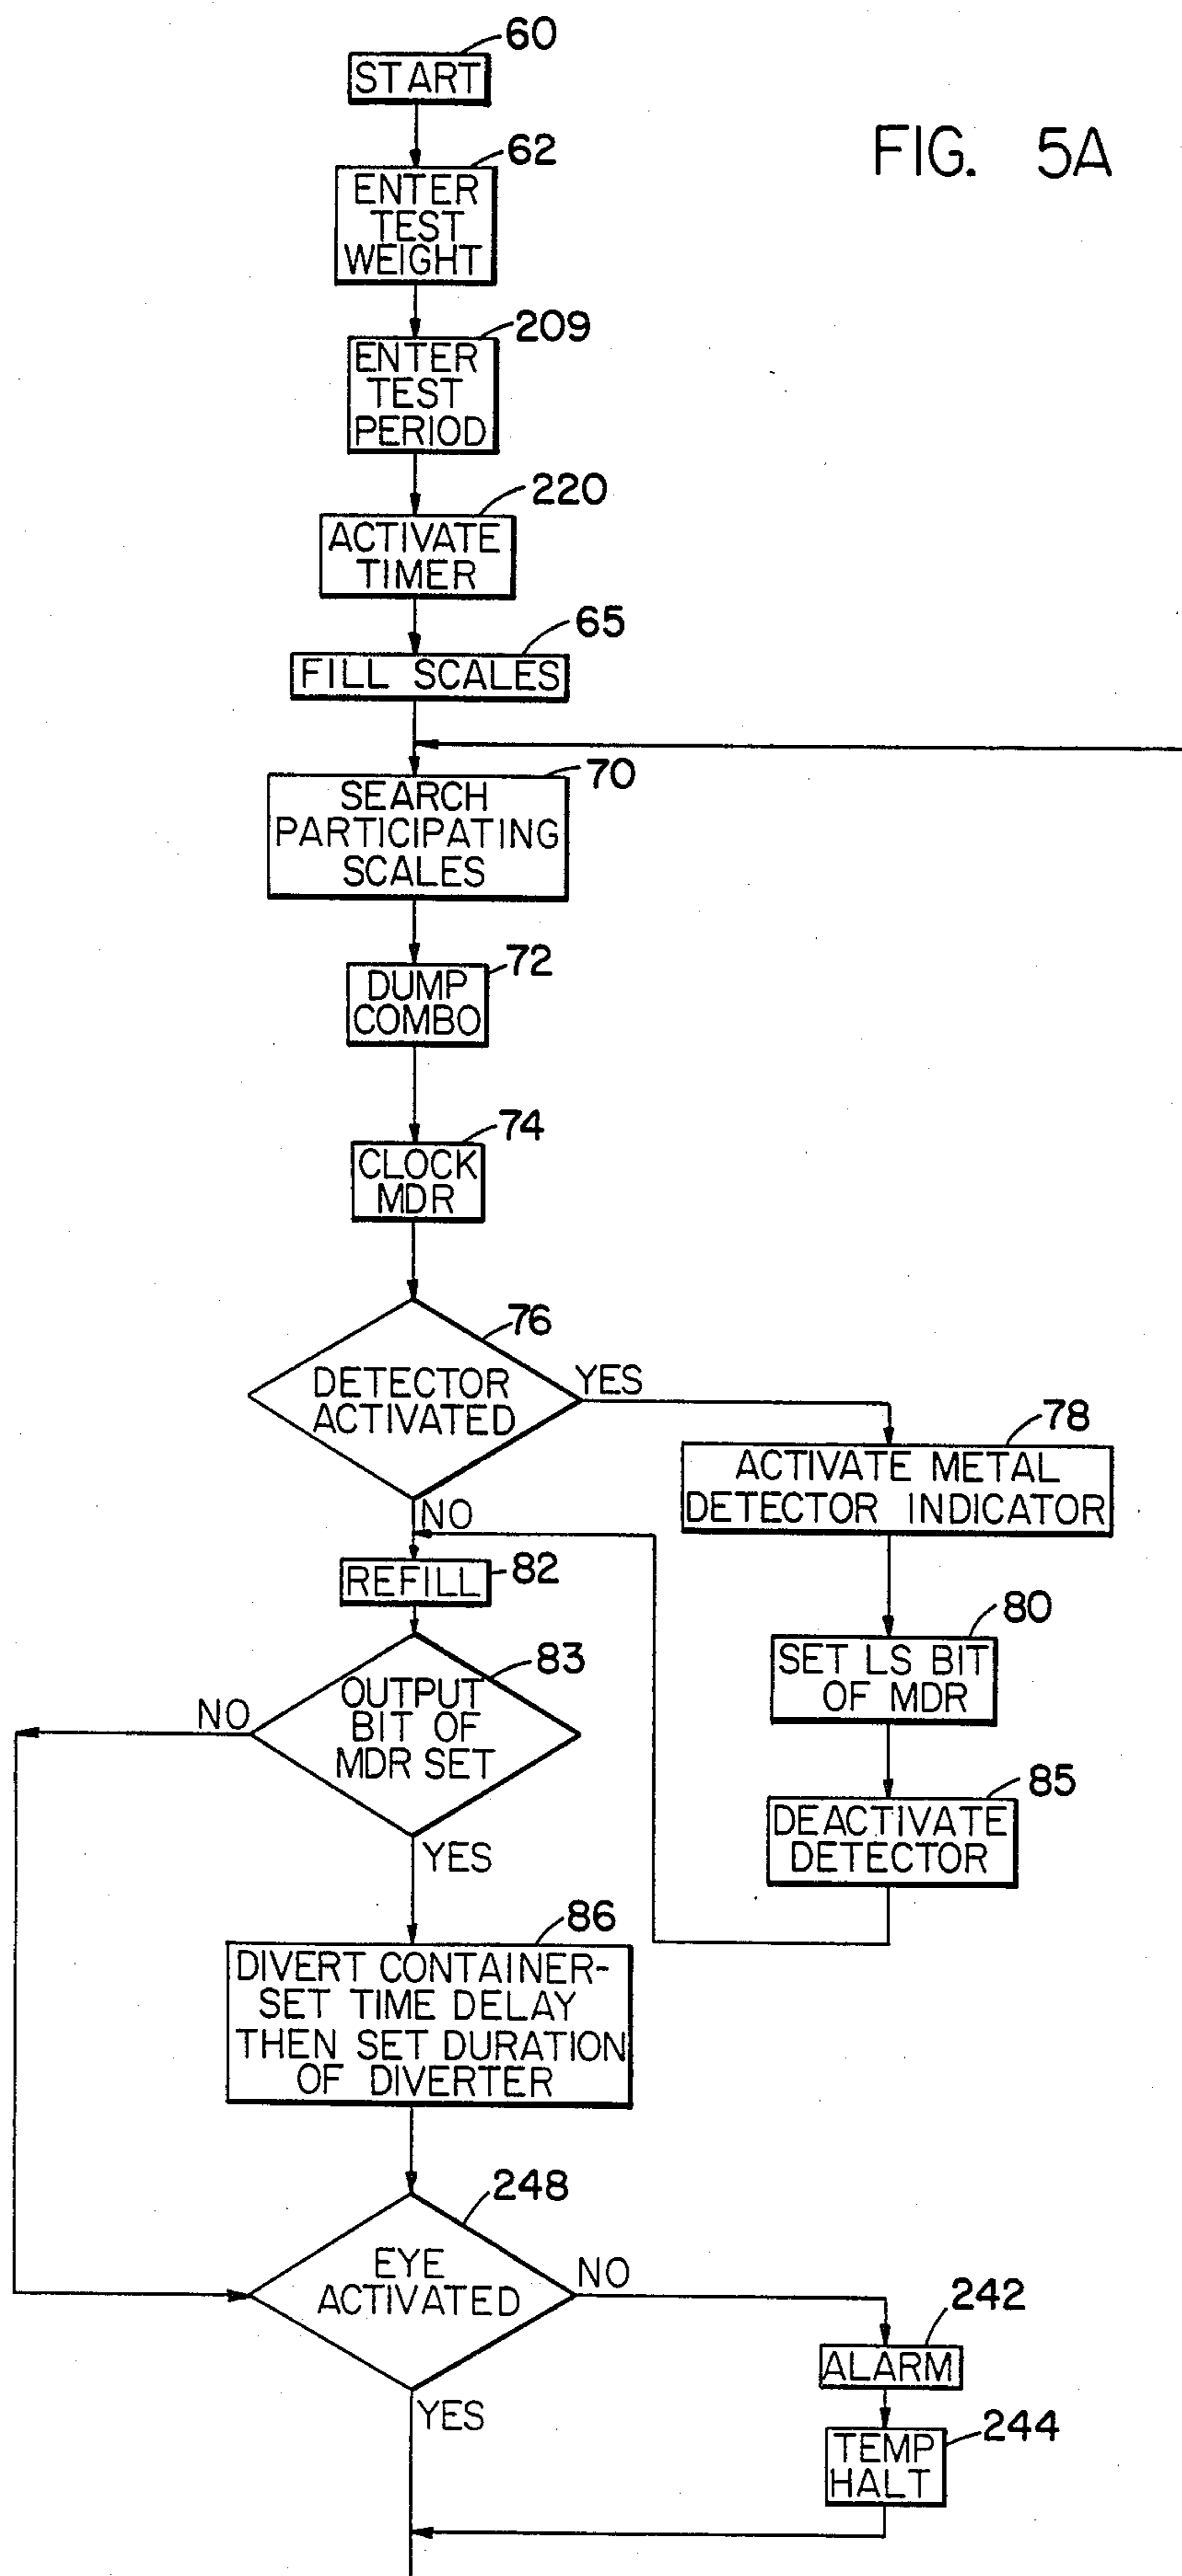 60
START
FIG. 5A
62
ENTER
TEST
WEIGHT
209
ENTER
TEST
PERIOD
220
ACTIVATE
TIMER
65
FILL SCALES
70
SEARCH
PARTICIPATING
SCALES
72
DUMP
COMBO
74
CLOCK
MDR
76
DETECTOR
ACTIVATED
YES
78
ACTIVATE METAL
DETECTOR INDICATOR
NO
82
REFILL
80
SET LS BIT
OF MDR
83
OUTPUT
BIT OF
MDR SET
NO
85
DEACTIVATE
DETECTOR
YES
86
DIVERT CONTAINER-
SET TIME DELAY
THEN SET DURATION
OF DIVERTER
248
EYE
ACTIVATED
NO
242
ALARM
YES
244
TEMP
HALT